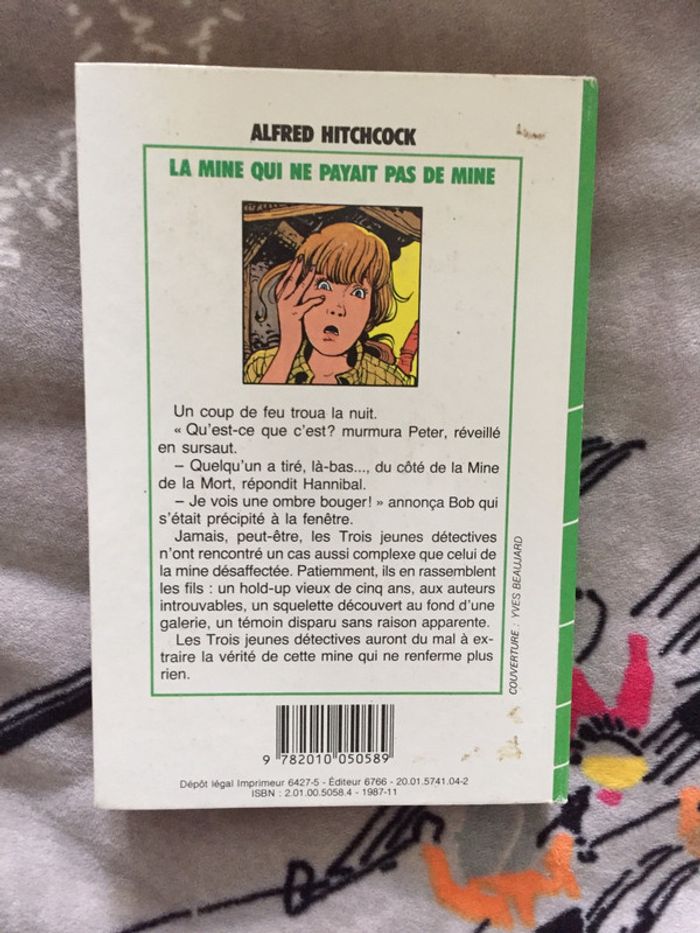 ALFRED HITCHCOCK
LA MINE QUI NE PAYAIT PAS DE MINE
Un coup de feu troua la nuit.
« Qu'est-ce que c'est? murmura Peter, réveillé
en sursaut.
– Quelqu'un a tiré, là-bas..., du côté de la Mine
de la Mort, répondit Hannibal.
– Je vois une ombre bouger! » annonça Bob qui
s'était précipité à la fenêtre.
Jamais, peut-être, les Trois jeunes détectives
n'ont rencontré un cas aussi complexe que celui de
la mine désaffectée. Patiemment, ils en rassemblent
les fils : un hold-up vieux de cinq ans, aux auteurs
introuvables, un squelette découvert au fond d'une
galerie, un témoin disparu sans raison apparente.
Les Trois jeunes détectives auront du mal à ex-
traire la vérité de cette mine qui ne renferme plus
rien.
COUVERTURE : YVES BEAUJARD
9 782010 050589
Dépôt légal Imprimeur 6427-5 - Éditeur 6766 - 20.01.5741.04-2
ISBN : 2.01.00.5058.4 - 1987-11